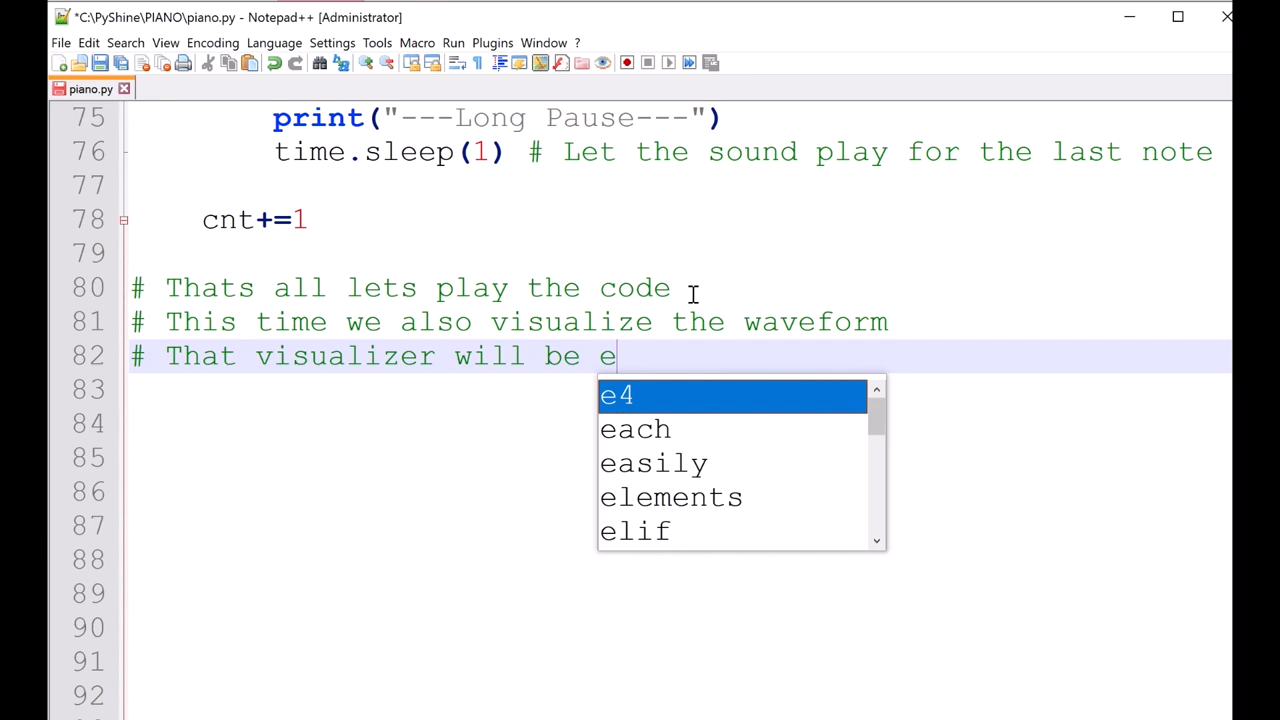 *C:\PyShine\PIANO\piano.py - Notepad++ [Administrator]
File Edit Search View Encoding Language Settings Tools Macro Run Plugins Window ?
piano.py
75 print("---Long Pause---")
76 time.sleep(1) # Let the sound play for the last note
77
78 cnt+=1
79
80 # Thats all lets play the code
81 # This time we also visualize the waveform
82 # That visualizer will be e
83
e4
84
each
85
easily
86
elements
87
elif
88
89
90
91
92